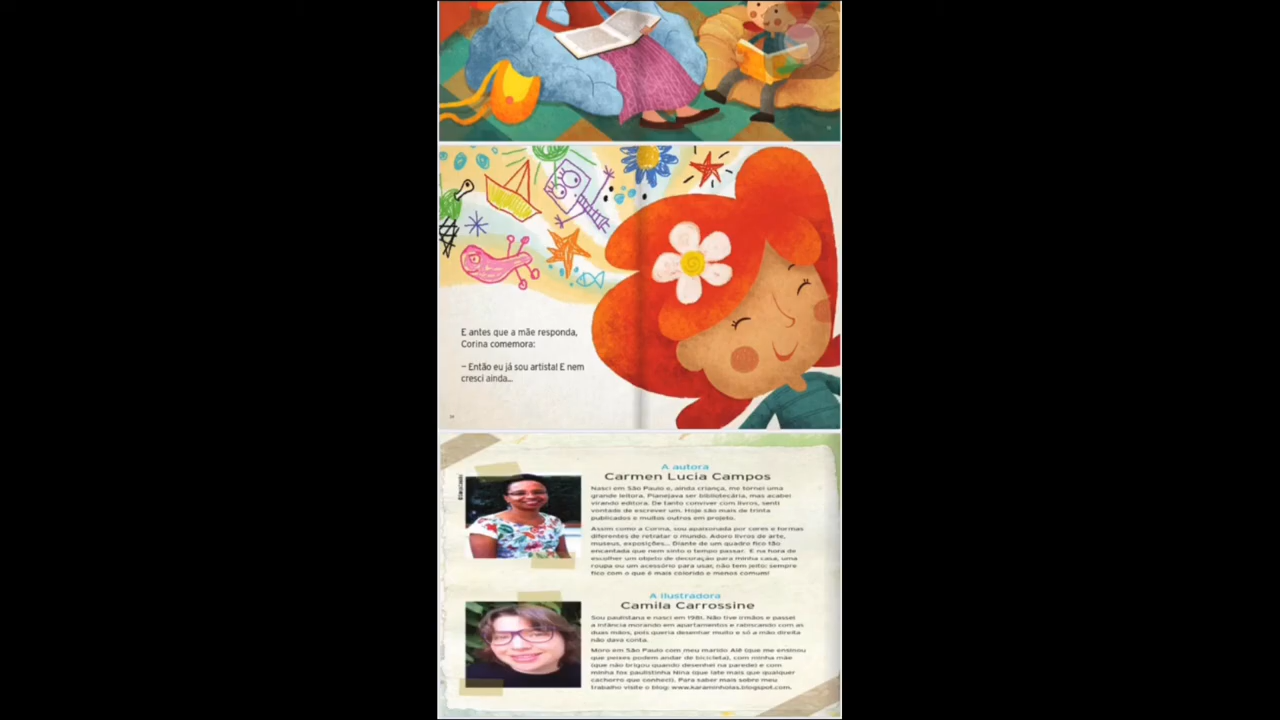 E antes que a mãe responda,
Corina comemora:
– Então eu já sou artista! E nem
cresci ainda...
A autora
Carmen Lucia Campos
Nasci em São Paulo e, ainda criança, me tornei uma
grande leitora. Planejava ser bibliotecária, mas acabei
virando editora. De tanto conviver com livros, senti
vontade de escrever um. Hoje são mais de trinta
publicados e muitos outros em projeto.
Assim como a Corina, sou apaixonada por cores e formas
diferentes de retratar o mundo. Adoro livros de arte,
museus, exposições... Diante de um quadro fico tão
encantada que nem sinto o tempo passar. E na hora de
escolher um objeto de decoração para minha casa, uma
roupa ou um acessório para usar, não tem jeito: sempre
fico com o que é mais colorido e menos comum!
A ilustradora
Camila Carrossine
Sou paulistana e nasci em 1981. Não tive irmãos e passei
a infância morando em apartamentos e rabiscando com as
duas mãos, pois queria desenhar muito e só a mão direita
não dava conta.
Moro em São Paulo com meu marido Alê (que me ensinou
que peixes podem andar de bicicleta), com minha mãe
(que não brigou quando desenhei na parede) e com
minha fox paulistinha Nina (que late mais que qualquer
cachorro que conheci). Para saber mais sobre meu
trabalho visite o blog: www.karaminholas.blogspot.com.